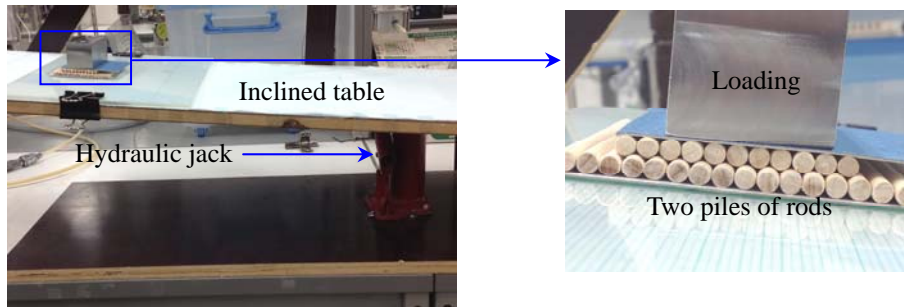 Inclined table
Hydraulic jack
Loading
Two piles of rods